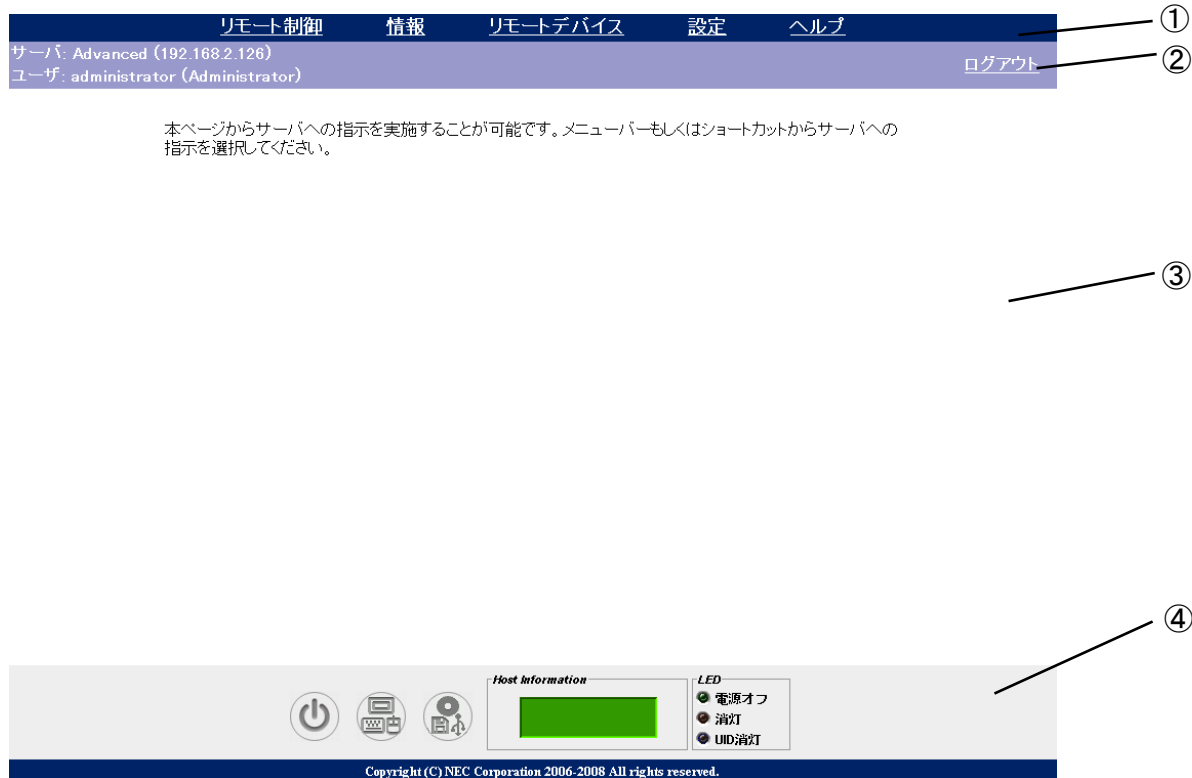 リモート制御 情報 リモートデバイス 設定 ヘルプ ①
サーバ: Advanced (192.168.2.126)
ユーザ: administrator (Administrator)
ログアウト ②
本ページからサーバへの指示を実施することが可能です。メニューバーもしくはショートカットからサーバへの
指示を選択してください。
③
④
Host Information
LED
電源オフ
消灯
UID消灯
Copyright (C) NEC Corporation 2006-2008 All rights reserved.